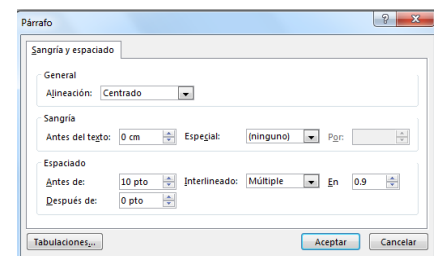 Párrafo
Sangría y espaciado
General
Alineación: Centrado
Sangría
Antes del texto: 0 cm Especial: (ninguno) Por:
Espaciado
Antes de: 10 pto Interlineado: Múltiple En 0.9
Después de: 0 pto
Tabulaciones... Aceptar Cancelar